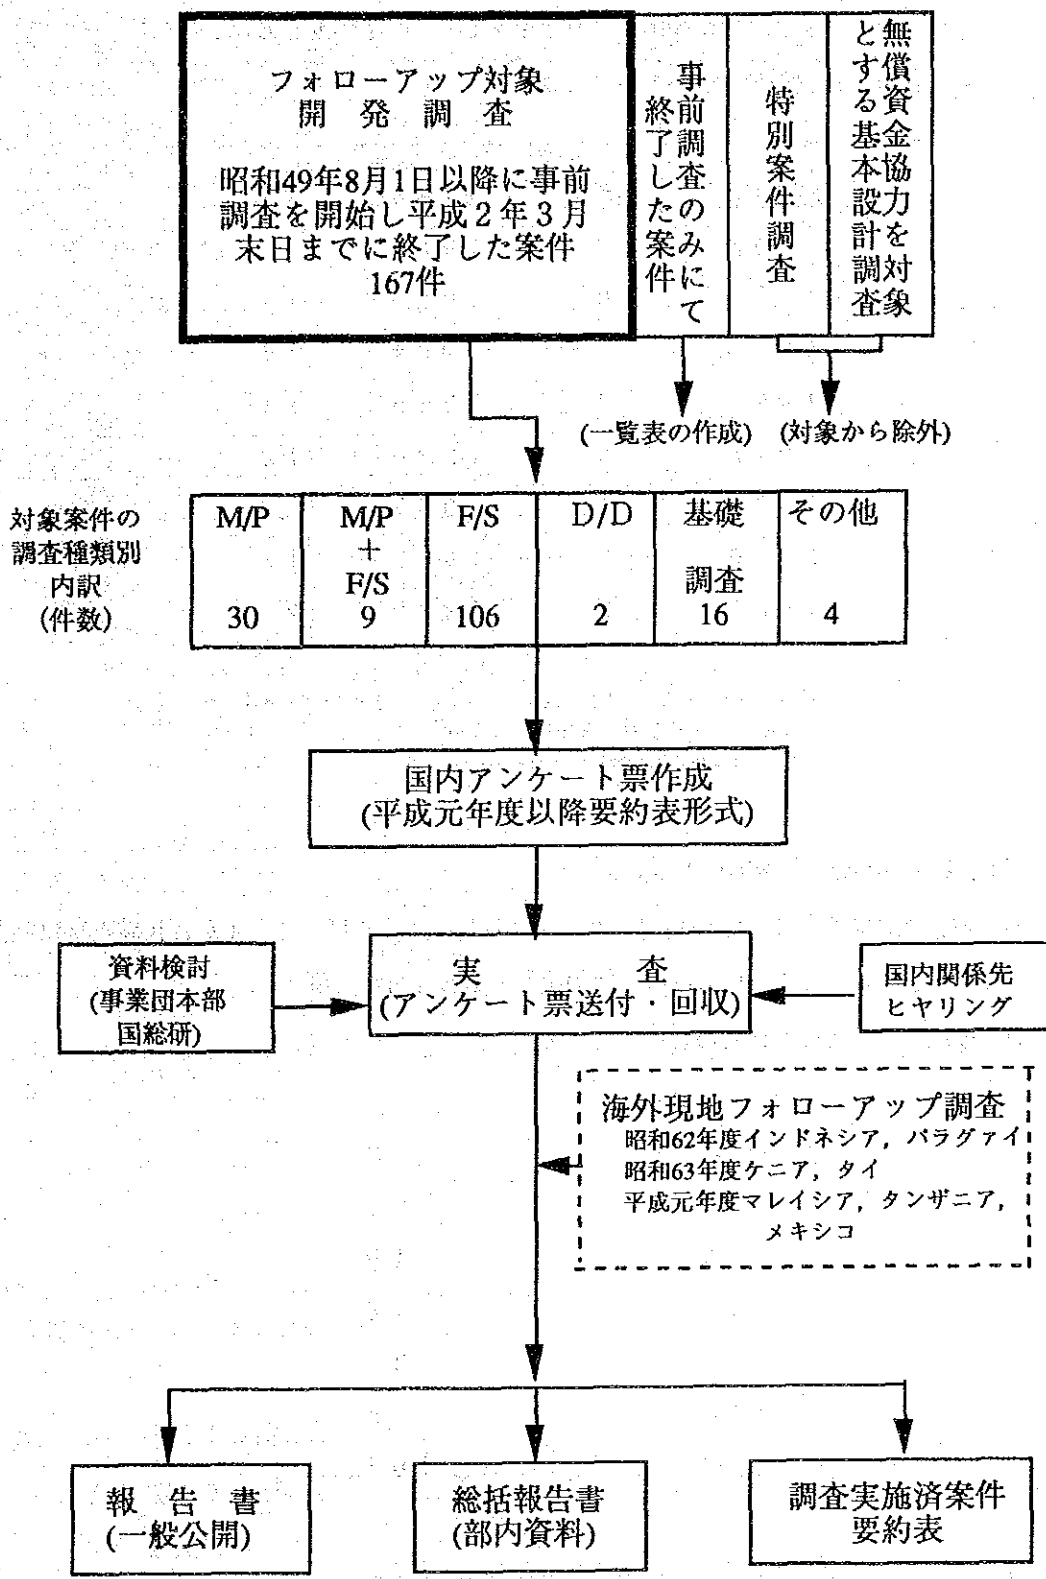 フォローアップ対象
開発調査
昭和49年8月1日以降に事前
調査を開始し平成2年3月
末日までに終了した案件
167件
事前調査のみにて
終了した案件
特別案件調査
無償資金協力を対象
とする基本設計調査
(一覧表の作成)
(対象から除外)
対象案件の
調査種類別
内訳
(件数)
M/P
30
M/P
+
F/S
9
F/S
106
D/D
2
基礎
調査
16
その他
4
国内アンケート票作成
(平成元年度以降要約表形式)
資料検討
(事業団本部
国総研)
実査
(アンケート票送付・回収)
国内関係先
ヒヤリング
海外現地フォローアップ調査
昭和62年度インドネシア，パラグァイ
昭和63年度ケニア，タイ
平成元年度マレイシア，タンザニア，
メキシコ
報告書
(一般公開)
総括報告書
(部内資料)
調査実施済案件
要約表